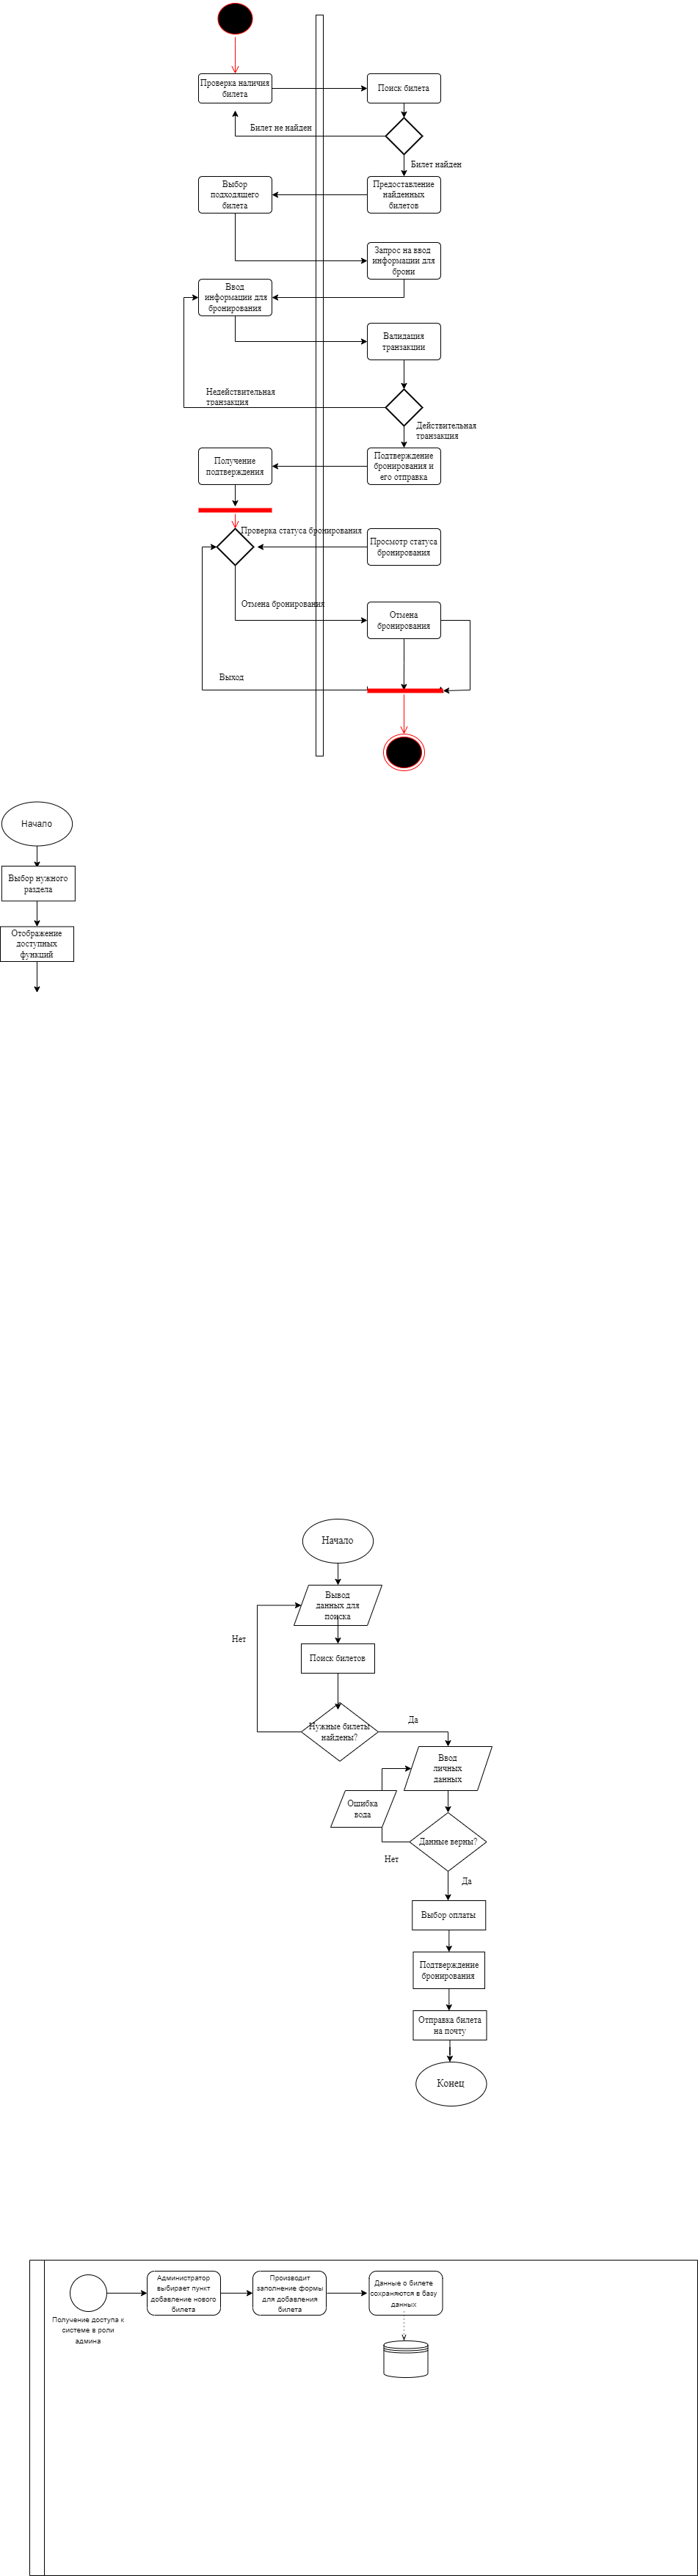 Проверка наличия
билета
Поиск билета
Билет не найден
Билет найден
Выбор
подходящего
билета
Предоставление
найденных
билетов
Запрос на ввод
информации для
брони
Ввод
информации для
бронирования
Валидация
транзакции
Недействительная
транзакция
Действительная
транзакция
Получение
подтверждения
Подтверждение
бронирования и
его отправка
Проверка статуса бронирования
Просмотр статуса
бронирования
Отмена бронирования
Отмена
бронирования
Выход
Начало
Выбор нужного
раздела
Отображение
доступных
функций
Начало
Вывод
данных для
поиска
Нет
Поиск билетов
Нужные билеты
найдены?
Да
Ввод
личных
данных
Ошибка
вода
Данные верны?
Нет
Да
Выбор оплаты
Подтверждение
бронирования
Отправка билета
на почту
Конец
Получение доступа к
системе в роли
админа
Администратор
выбирает пункт
добавление нового
билета
Производит
заполнение формы
для добавления
билета
Данные о билете
сохраняются в базу
данных